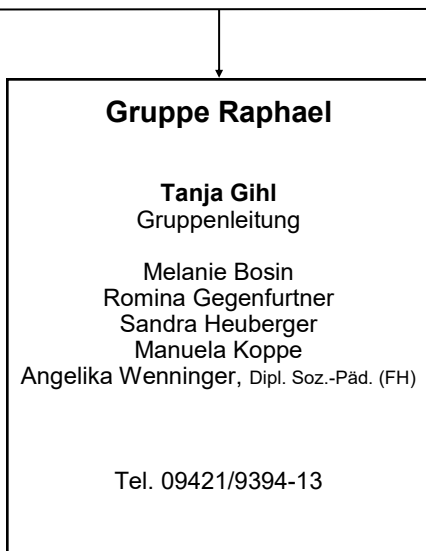 Gruppe Raphael
Tanja Gihl
Gruppenleitung
Melanie Bosin
Romina Gegenfurtner
Sandra Heuberger
Manuela Koppe
Angelika Wenninger, Dipl. Soz.-Päd. (FH)
Tel. 09421/9394-13